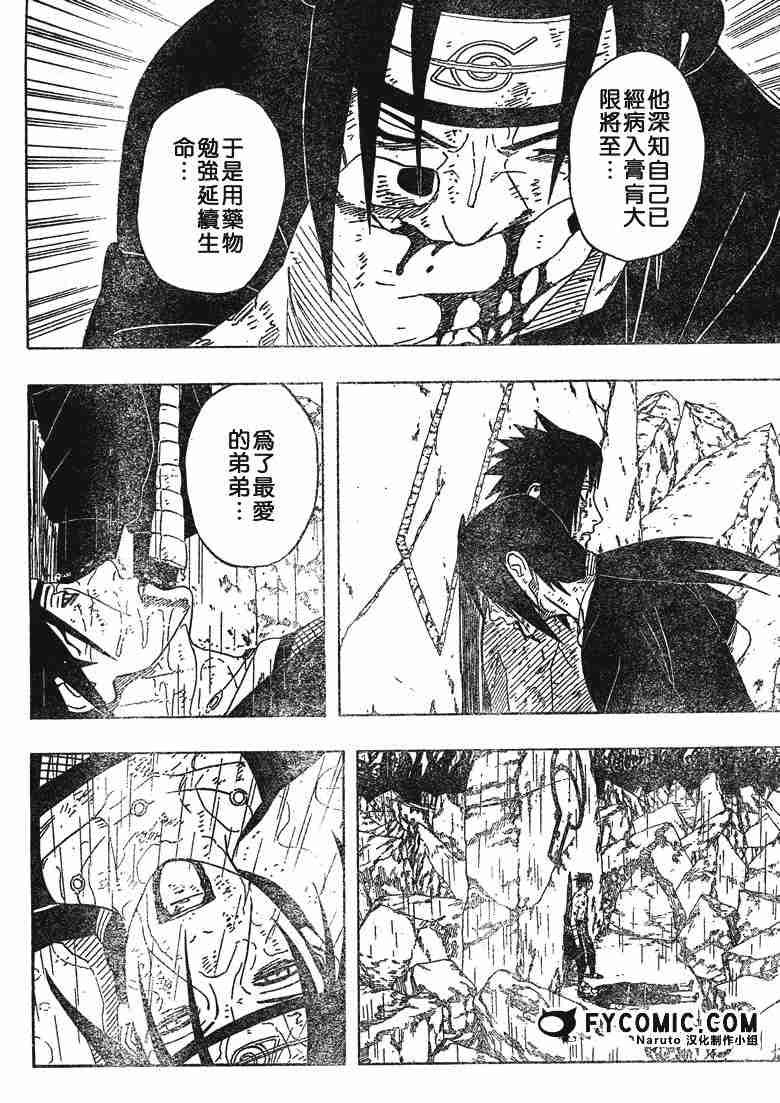 他深知自己已
經病入膏肓大
限將至…
于是用藥物
勉強延續生
命…
爲了最愛
的弟弟…
FYCOMIC.COM
@Naruto 汉化制作小组